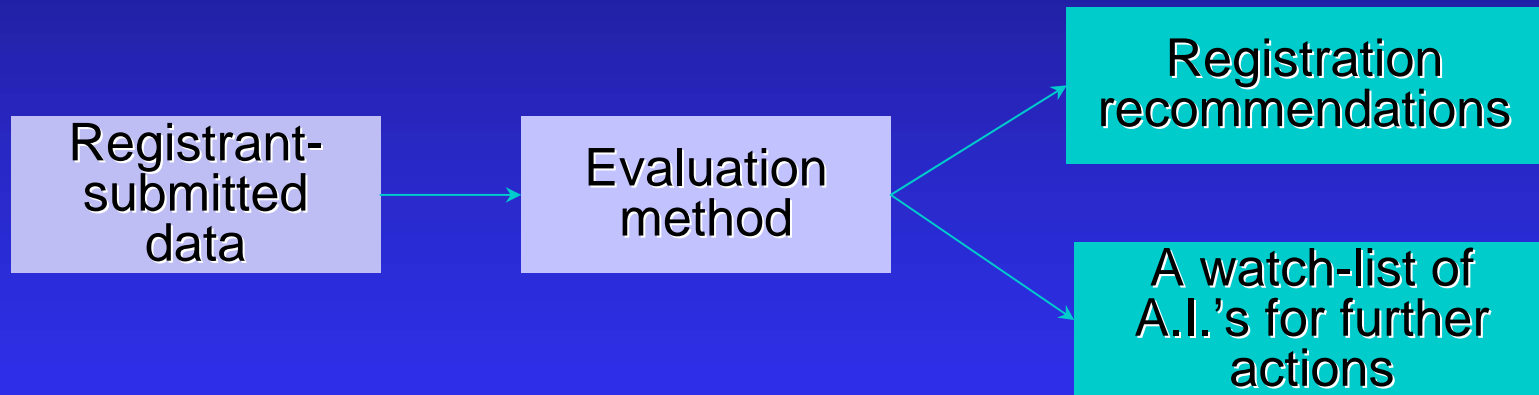 Registrant-
submitted
data
Evaluation
method
Registration
recommendations
A watch-list of
A.I.’s for further
actions